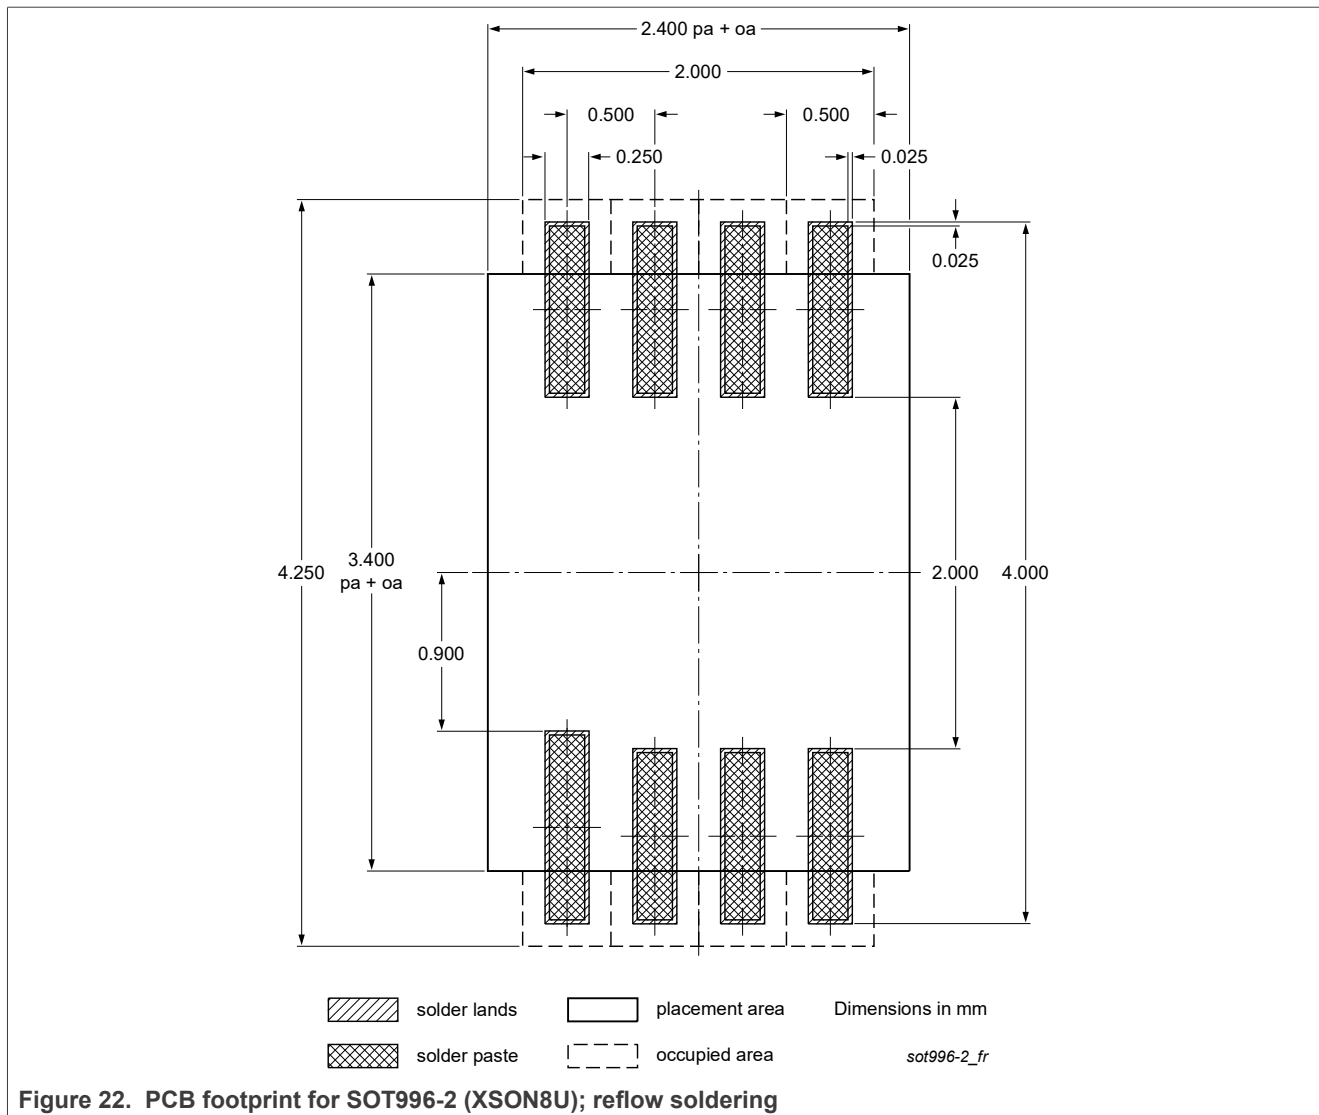 2.400 pa + oa
2.000
0.500
0.500
0.250
0.025
0.025
4.250
3.400
pa + oa
2.000
4.000
0.900
solder lands
placement area
Dimensions in mm
solder paste
occupied area
sot996-2_fr
Figure 22. PCB footprint for SOT996-2 (XSON8U); reflow soldering